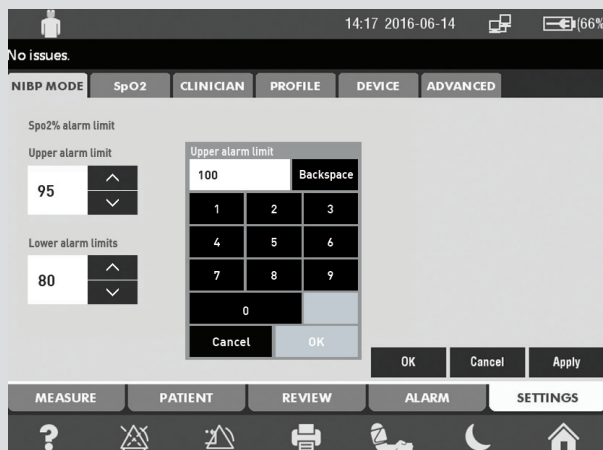 14:17 2016-06-14 (66%
No issues.
NIBP MODE SpO2 CLINICIAN PROFILE DEVICE ADVANCED
Spo2% alarm limit
Upper alarm limit
95
Lower alarm limits
80
Upper alarm limit
100 Backspace
1 2 3
4 5 6
7 8 9
0
Cancel OK
OK Cancel Apply
MEASURE PATIENT REVIEW ALARM SETTINGS
?